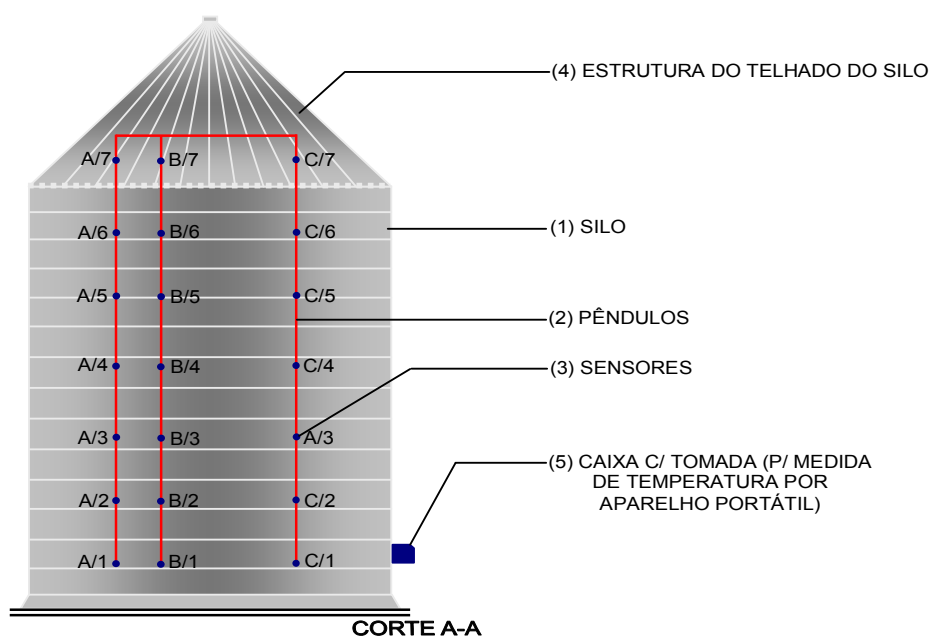 (4) ESTRUTURA DO TELHADO DO SILO
A/7 B/7 C/7
(1) SILO
A/6 B/6 C/6
A/5 B/5 C/5
(2) PÊNDULOS
A/4 B/4 C/4
(3) SENSORES
A/3 B/3 A/3
(5) CAIXA C/ TOMADA (P/ MEDIDA
DE TEMPERATURA POR
APARELHO PORTÁTIL)
A/2 B/2 C/2
A/1 B/1 C/1
CORTE A-A